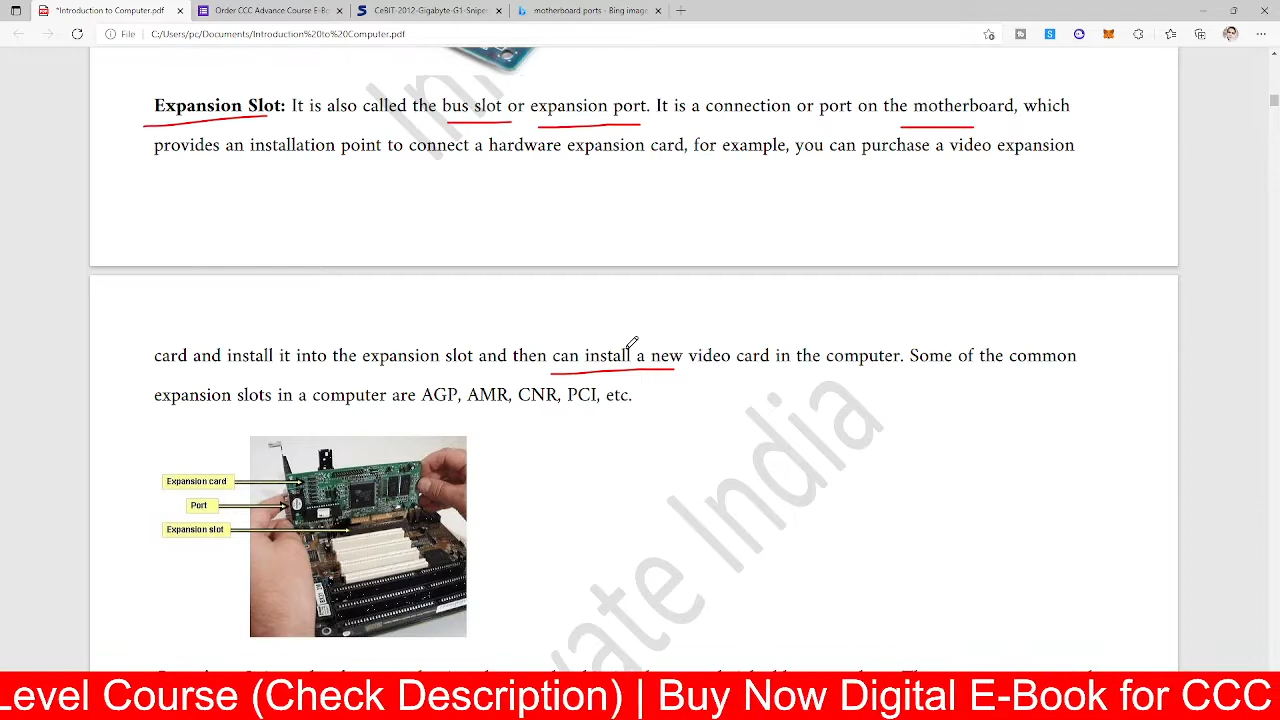 *Introduction to Computer.pdf
Order CCC Advance Course E-B
CeBIT-2012-Gigabyte-G1-Sniper
motherboard ports - Bing image
File
C:/Users/pc/Documents/Introduction%20to%20Computer.pdf
Expansion Slot: It is also called the bus slot or expansion port. It is a connection or port on the motherboard, which
provides an installation point to connect a hardware expansion card, for example, you can purchase a video expansion
card and install it into the expansion slot and then can install a new video card in the computer. Some of the common
expansion slots in a computer are AGP, AMR, CNR, PCI, etc.
Expansion card
Port
Expansion slot
India
Level Course (Check Description) | Buy Now Digital E-Book for CCC